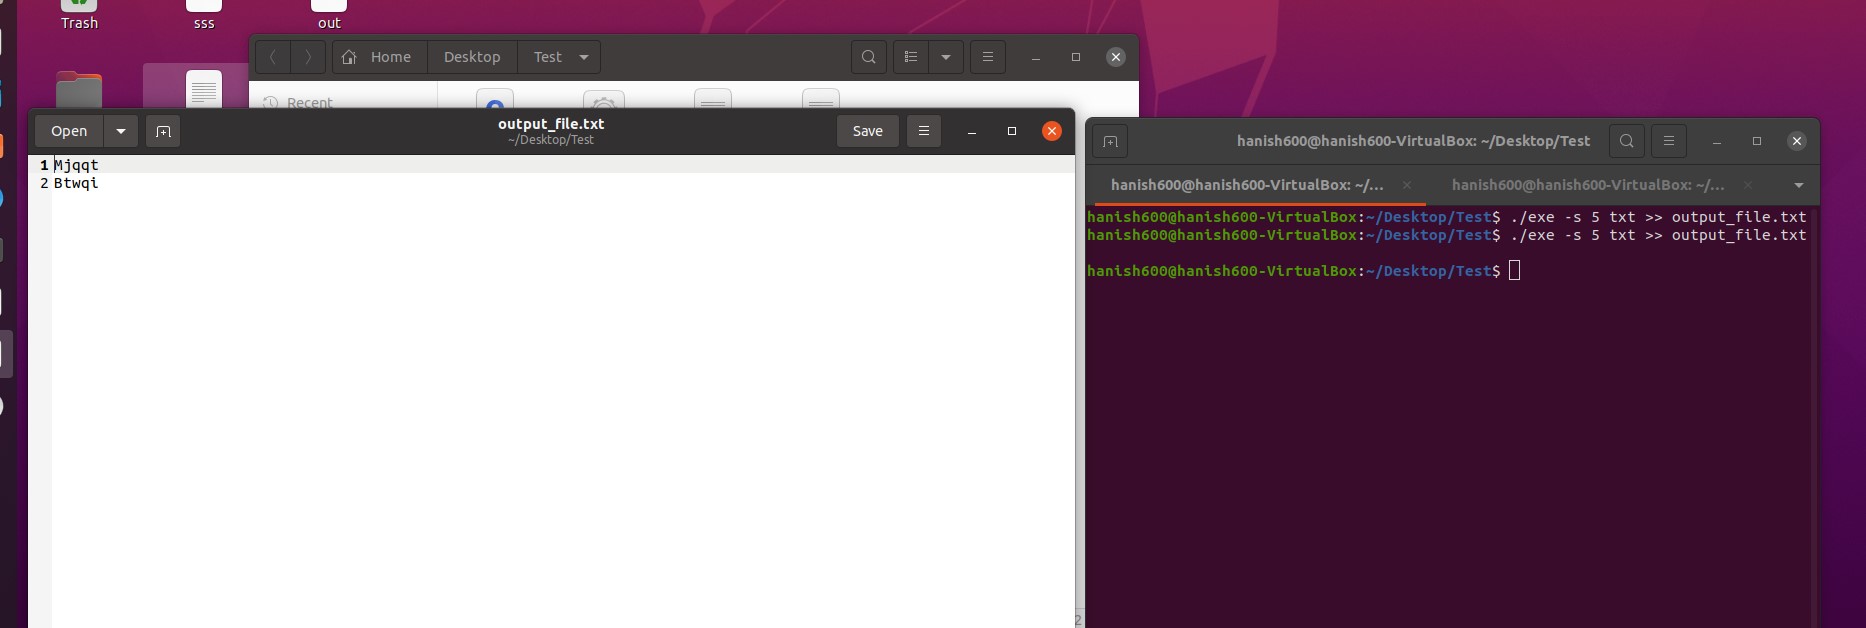 Trash
sss
out
Home
Desktop
Test
Recent
Open
output_file.txt
~/Desktop/Test
Save
1 Mjqqt
2 Btwqi
hanish600@hanish600-VirtualBox: ~/Desktop/Test
hanish600@hanish600-VirtualBox: ~/...
hanish600@hanish600-VirtualBox: ~/...
hanish600@hanish600-VirtualBox:~/Desktop/Test$ ./exe -s 5 txt >> output_file.txt
hanish600@hanish600-VirtualBox:~/Desktop/Test$ ./exe -s 5 txt >> output_file.txt
hanish600@hanish600-VirtualBox:~/Desktop/Test$
2